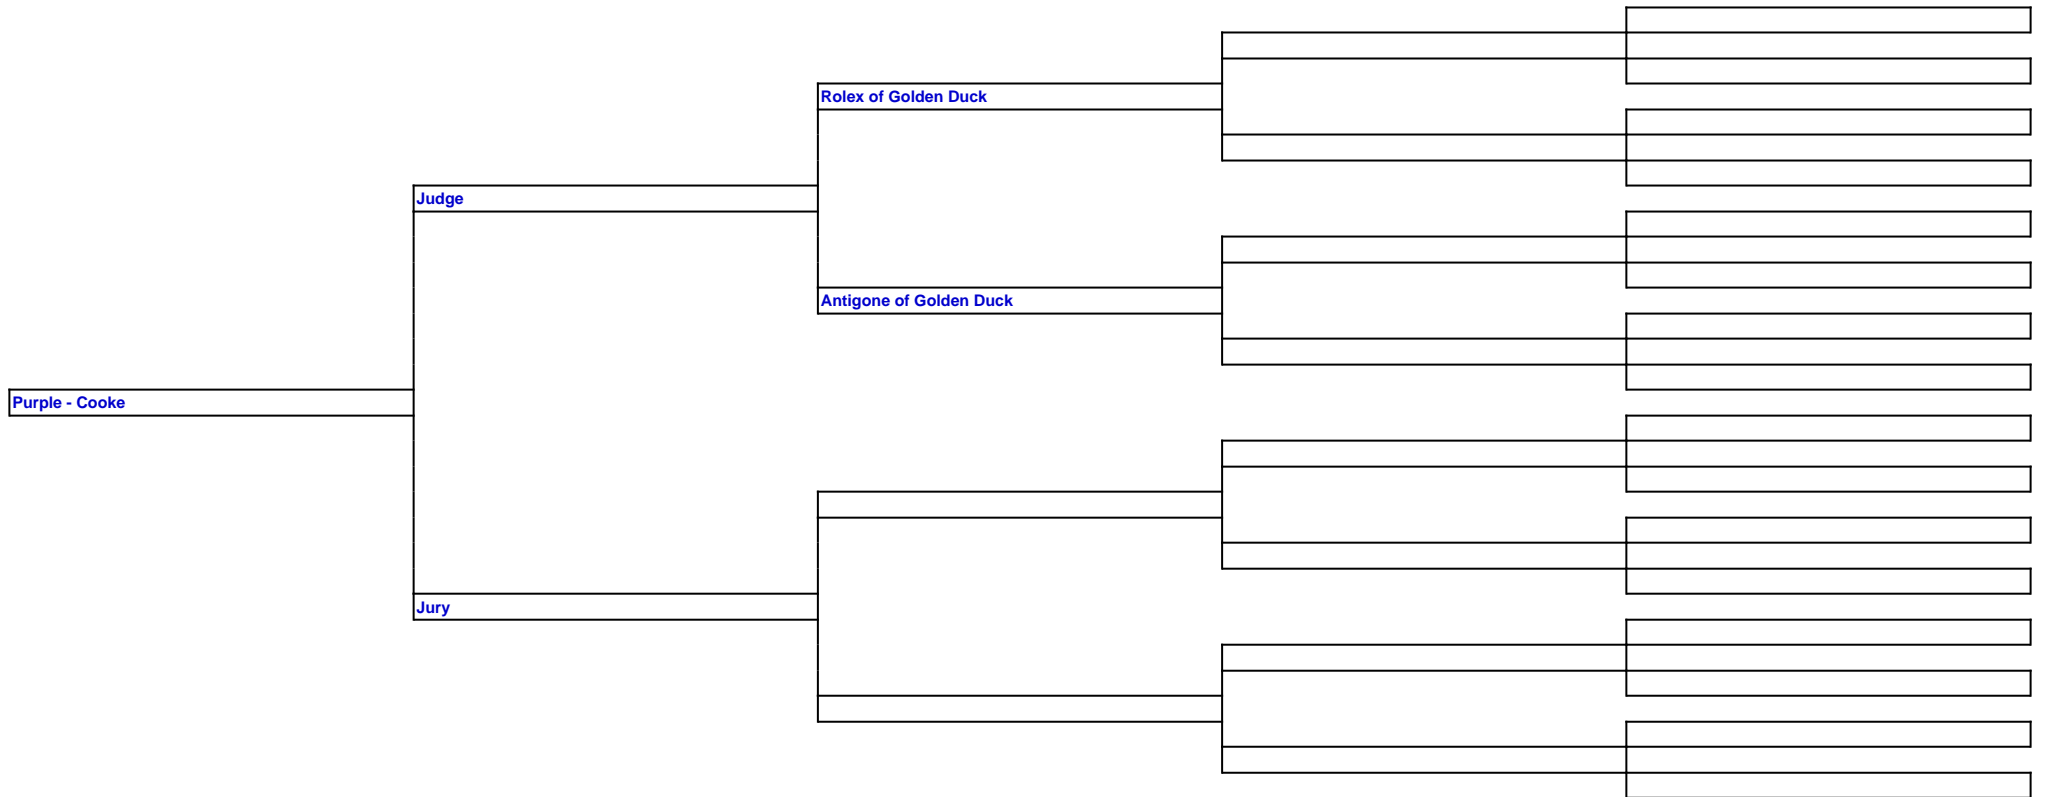 Rolex of Golden Duck
Judge
Antigone of Golden Duck
Purple - Cooke
Jury